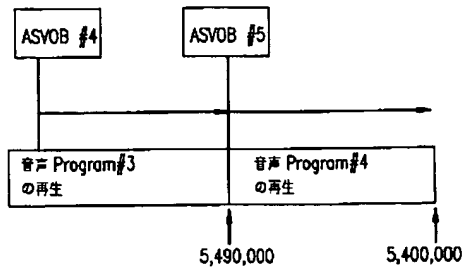 ASVOB #4
ASVOB #5
音声 Program#3
の再生
音声 Program#4
の再生
5,490,000
5,400,000